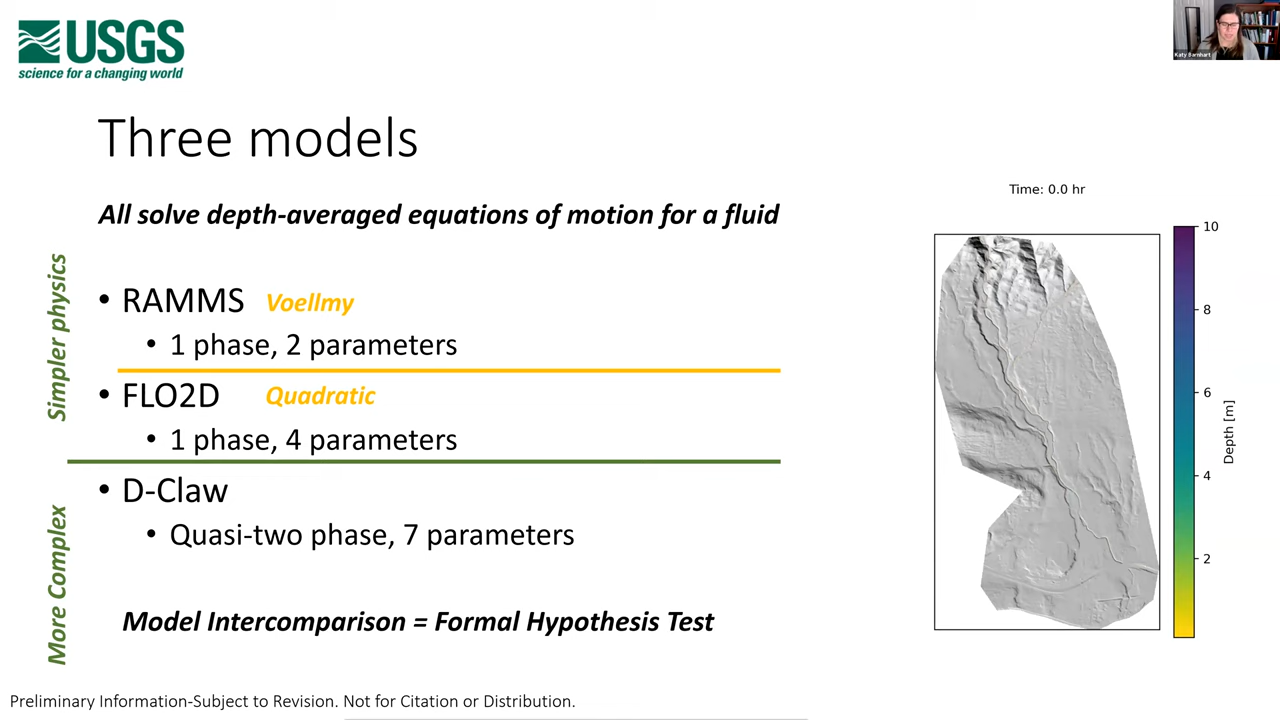 USGS
science for a changing world
Katy Barnhart
Three models
All solve depth-averaged equations of motion for a fluid
Simpler physics
• RAMMS Voellmy
• 1 phase, 2 parameters
• FLO2D Quadratic
• 1 phase, 4 parameters
More Complex
• D-Claw
• Quasi-two phase, 7 parameters
Model Intercomparison = Formal Hypothesis Test
Time: 0.0 hr
10
8
6
4
2
Depth [m]
Preliminary Information-Subject to Revision. Not for Citation or Distribution.